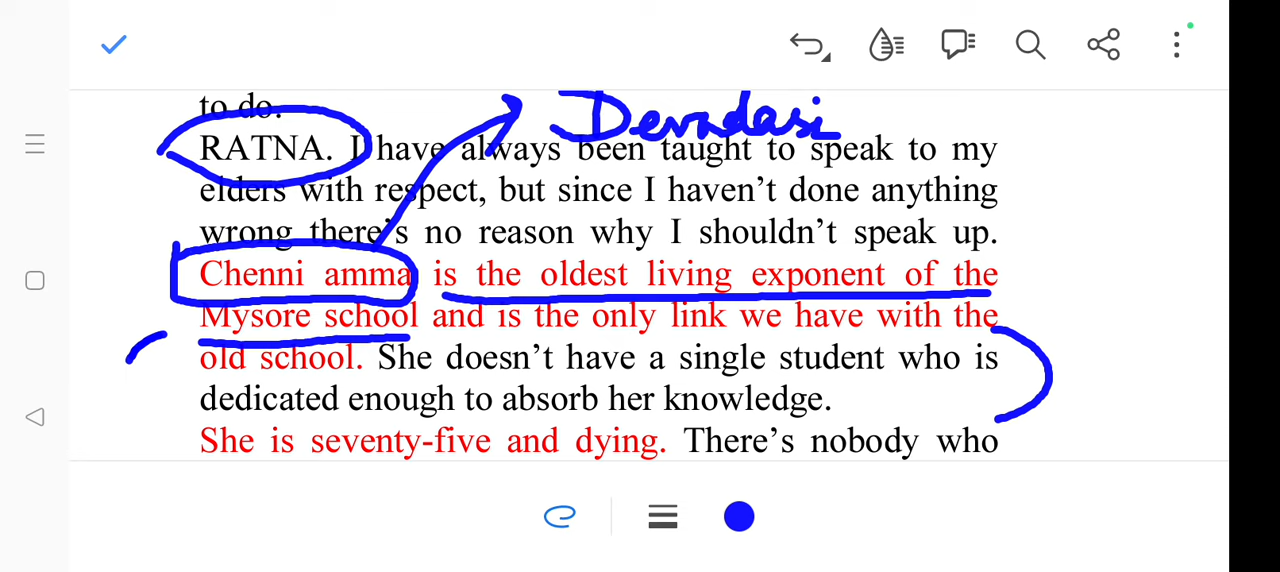 to do.
Devadasi
RATNA. I have always been taught to speak to my
elders with respect, but since I haven't done anything
wrong there's no reason why I shouldn't speak up.
Chenni amma is the oldest living exponent of the
Mysore school and is the only link we have with the
old school. She doesn't have a single student who is
dedicated enough to absorb her knowledge.
She is seventy-five and dying. There's nobody who